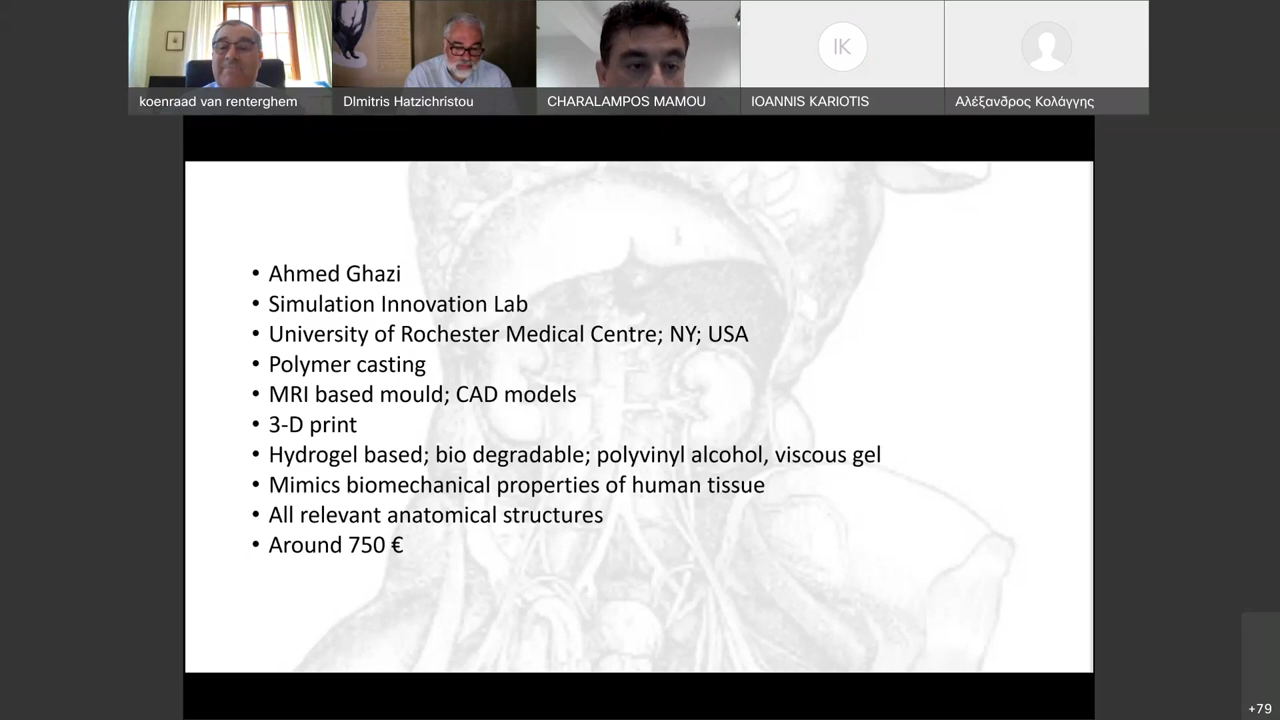 koenraad van renterghem
DImitris Hatzichristou
CHARALAMPOS MAMOU
IK
IOANNIS KARIOTIS
Αλέξανδρος Κολάγγης
• Ahmed Ghazi
• Simulation Innovation Lab
• University of Rochester Medical Centre; NY; USA
• Polymer casting
• MRI based mould; CAD models
• 3-D print
• Hydrogel based; bio degradable; polyvinyl alcohol, viscous gel
• Mimics biomechanical properties of human tissue
• All relevant anatomical structures
• Around 750 €
+79